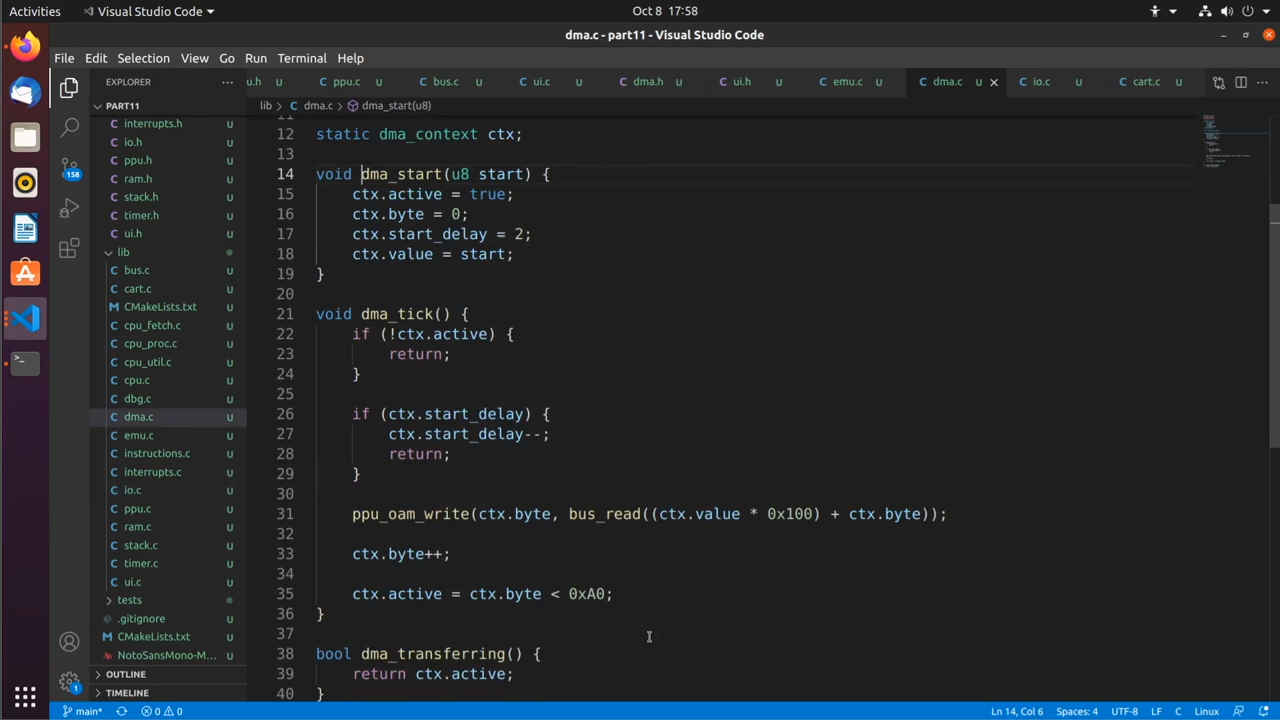 Activities
Visual Studio Code
Oct 8 17:58
dma.c - part11 - Visual Studio Code
File Edit Selection View Go Run Terminal Help
EXPLORER
u.h U
C ppu.c U
C bus.c U
C ui.c U
C dma.h U
C ui.h U
C emu.c U
C dma.c U
C io.c U
C cart.c U
PART11
lib > C dma.c > dma_start(u8)
C interrupts.h U
C io.h U
C ppu.h U
C ram.h U
C stack.h U
C timer.h U
C ui.h U
lib
C bus.c U
C cart.c U
M CMakeLists.txt U
C cpu_fetch.c U
C cpu_proc.c U
C cpu_util.c U
C cpu.c U
C dbg.c U
C dma.c U
C emu.c U
C instructions.c U
C interrupts.c U
C io.c U
C ppu.c U
C ram.c U
C stack.c U
C timer.c U
C ui.c U
tests
.gitignore U
M CMakeLists.txt U
NotoSansMono-M... U
OUTLINE
TIMELINE
158
1
11
12 static dma_context ctx;
13
14 void dma_start(u8 start) {
15 ctx.active = true;
16 ctx.byte = 0;
17 ctx.start_delay = 2;
18 ctx.value = start;
19 }
20
21 void dma_tick() {
22 if (!ctx.active) {
23 return;
24 }
25
26 if (ctx.start_delay) {
27 ctx.start_delay--;
28 return;
29 }
30
31 ppu_oam_write(ctx.byte, bus_read((ctx.value * 0x100) + ctx.byte));
32
33 ctx.byte++;
34
35 ctx.active = ctx.byte < 0xA0;
36 }
37
38 bool dma_transferring() {
39 return ctx.active;
40 }
main*
0 0
Ln 14, Col 6
Spaces: 4
UTF-8
LF
C
Linux